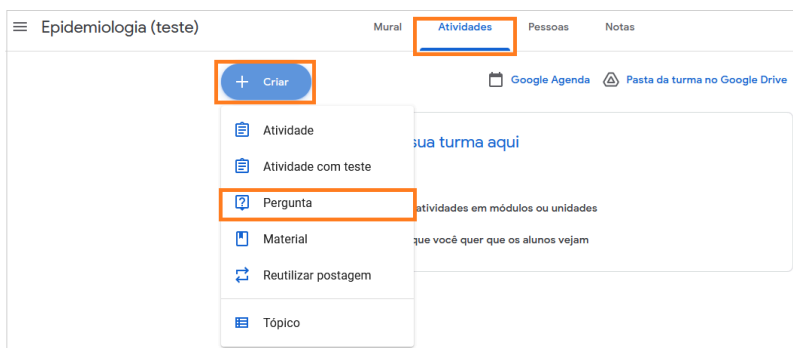 Epidemiologia (teste) Mural Atividades Pessoas Notas
Criar Google Agenda Pasta da turma no Google Drive
Atividade
sua turma aqui
Atividade com teste
Pergunta
atividades em módulos ou unidades
Material
que você quer que os alunos vejam
Reutilizar postagem
Tópico